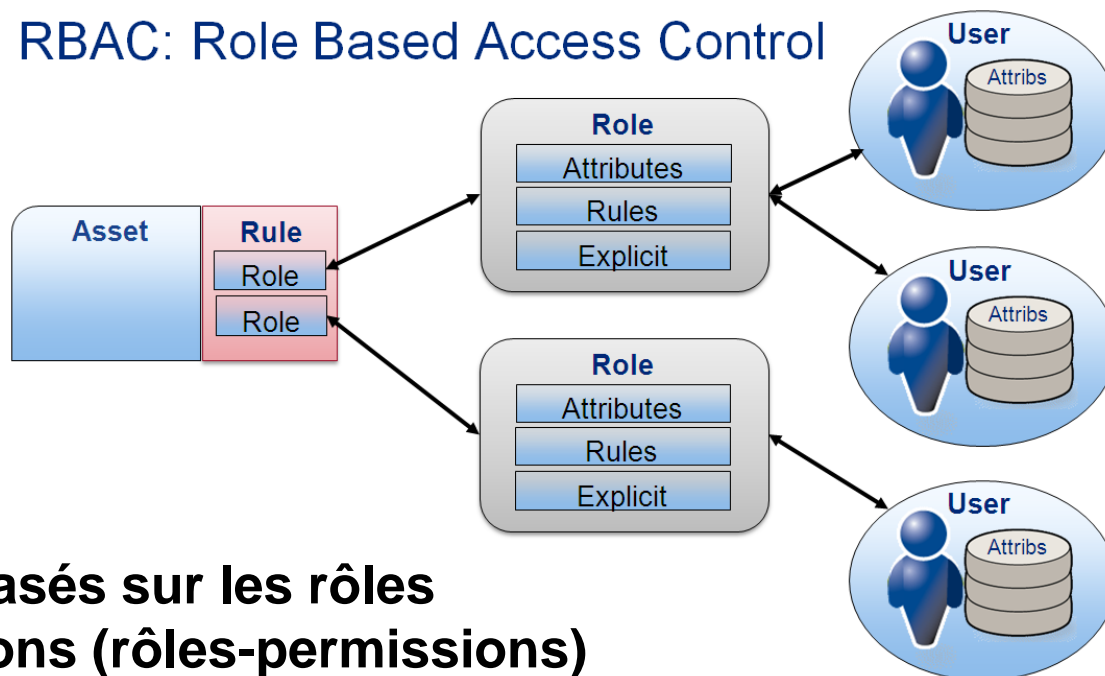 RBAC: Role Based Access Control
Asset
Rule
Role
Role
Role
Attributes
Rules
Explicit
Role
Attributes
Rules
Explicit
User
Attribs
User
Attribs
User
Attribs
asés sur les rôles
ons (rôles-permissions)